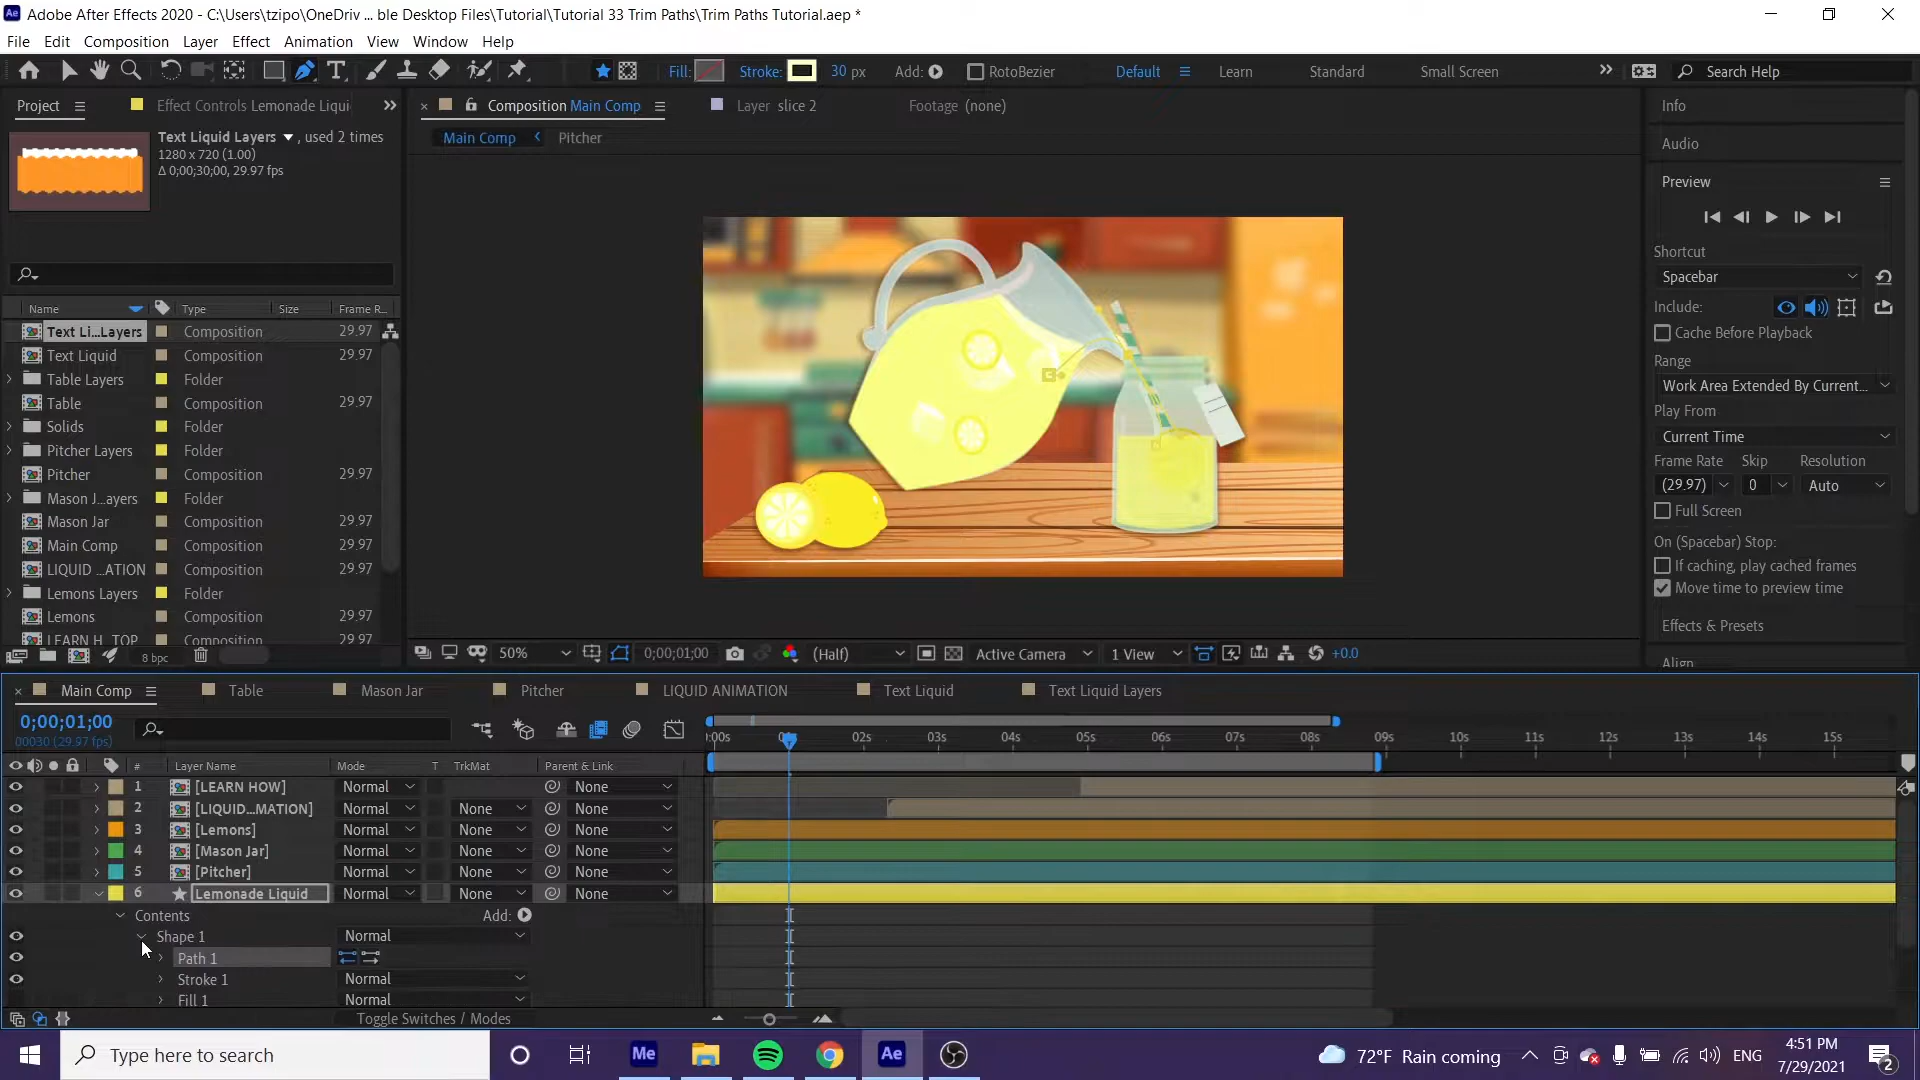 Adobe After Effects 2020 - C:\Users\tzipo\OneDriv ... ble Desktop Files\Tutorial\Tutorial 33 Trim Paths\Trim Paths Tutorial.aep *
File Edit Composition Layer Effect Animation View Window Help
Fill: Stroke: 30 px Add: RotoBezier Default Learn Standard Small Screen Search Help
Project Effect Controls Lemonade Liqui
Composition Main Comp Layer slice 2 Footage (none)
Info
Text Liquid Layers , used 2 times
1280 x 720 (1.00)
Δ 0;00;30;00, 29.97 fps
Main Comp Pitcher
Audio
Preview
Shortcut
Spacebar
Include:
Cache Before Playback
Range
Work Area Extended By Current...
Play From
Current Time
Frame Rate Skip Resolution
(29.97) 0 Auto
Full Screen
On (Spacebar) Stop:
If caching, play cached frames
Move time to preview time
Effects & Presets
Align
Name Type Size Frame R...
Text Li...Layers Composition 29.97
Text Liquid Composition 29.97
Table Layers Folder
Table Composition 29.97
Solids Folder
Pitcher Layers Folder
Pitcher Composition 29.97
Mason J...ayers Folder
Mason Jar Composition 29.97
Main Comp Composition 29.97
LIQUID ...ATION Composition 29.97
Lemons Layers Folder
Lemons Composition 29.97
LEARN H...TOP Composition 29.97
8 bpc
50% 0;00;01;00 (Half) Active Camera 1 View +0.0
Main Comp Table Mason Jar Pitcher LIQUID ANIMATION Text Liquid Text Liquid Layers
0;00;01;00
00030 (29.97 fps)
:00s 02s 03s 04s 05s 06s 07s 08s 09s 10s 11s 12s 13s 14s 15s
# Layer Name Mode T TrkMat Parent & Link
1 [LEARN HOW] Normal None
2 [LIQUID...MATION] Normal None None
3 [Lemons] Normal None None
4 [Mason Jar] Normal None None
5 [Pitcher] Normal None None
6 Lemonade Liquid Normal None None
Contents Add:
Shape 1 Normal
Path 1
Stroke 1 Normal
Fill 1 Normal
Toggle Switches / Modes
Type here to search
Me Ae
72°F Rain coming ENG
4:51 PM
7/29/2021
2